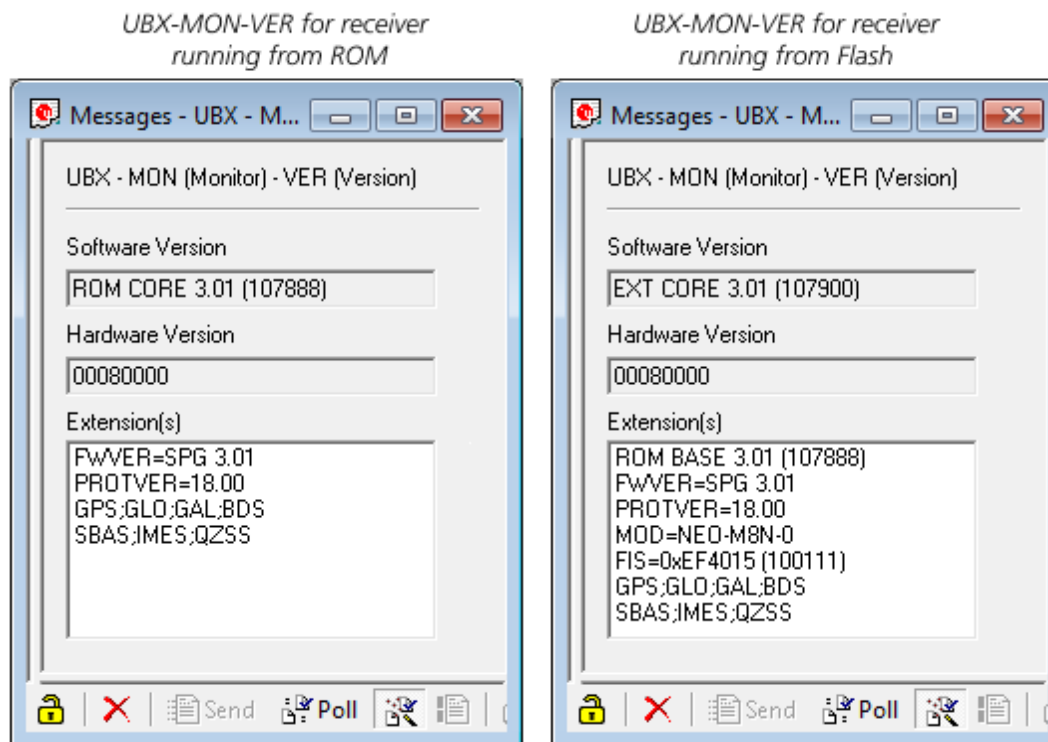 UBX-MON-VER for receiver
running from ROM
Messages - UBX - M...
UBX - MON (Monitor) - VER (Version)
Software Version
ROM CORE 3.01 (107888)
Hardware Version
00080000
Extension(s)
FWVER=SPG 3.01
PROTVER=18.00
GPS;GLO;GAL;BDS
SBAS;IMES;QZSS
Send Poll
UBX-MON-VER for receiver
running from Flash
Messages - UBX - M...
UBX - MON (Monitor) - VER (Version)
Software Version
EXT CORE 3.01 (107900)
Hardware Version
00080000
Extension(s)
ROM BASE 3.01 (107888)
FWVER=SPG 3.01
PROTVER=18.00
MOD=NEO-M8N-0
FIS=0xEF4015 (100111)
GPS;GLO;GAL;BDS
SBAS;IMES;QZSS
Send Poll